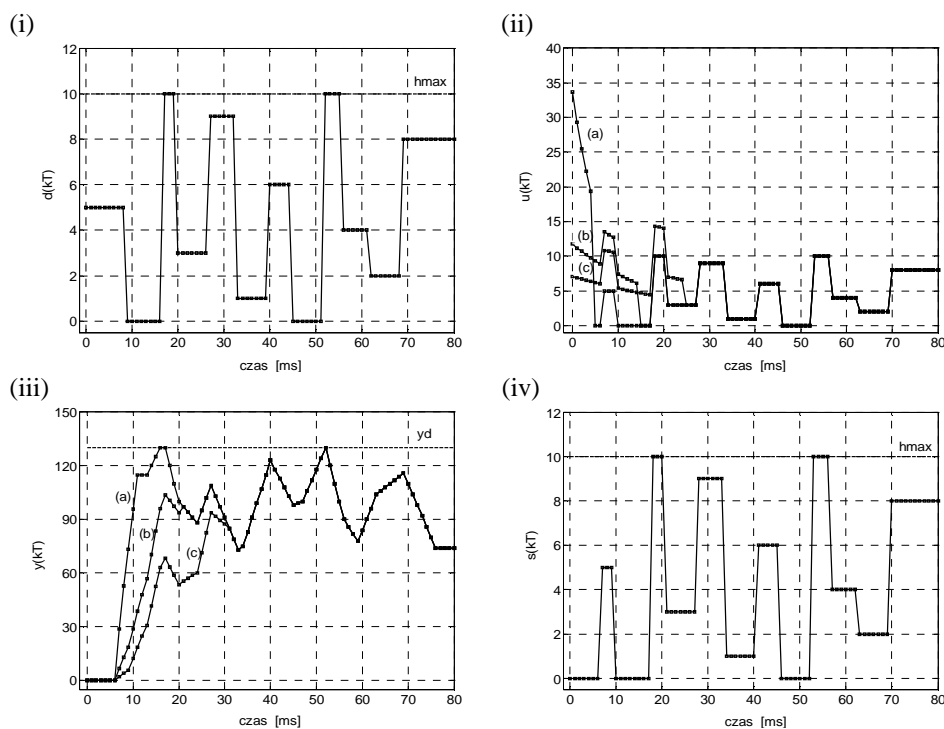 (i)
12
10
8
6
4
2
0
d(kT)
hmax
0 10 20 30 40 50 60 70 80
czas [ms]
(ii)
40
35
30
25
20
15
10
5
0
u(kT)
(a)
(b)
(c)
0 10 20 30 40 50 60 70 80
czas [ms]
(iii)
150
120
90
60
30
0
y(kT)
yd
(a)
(b)
(c)
0 10 20 30 40 50 60 70 80
czas [ms]
(iv)
12
10
8
6
4
2
0
s(kT)
hmax
0 10 20 30 40 50 60 70 80
czas [ms]